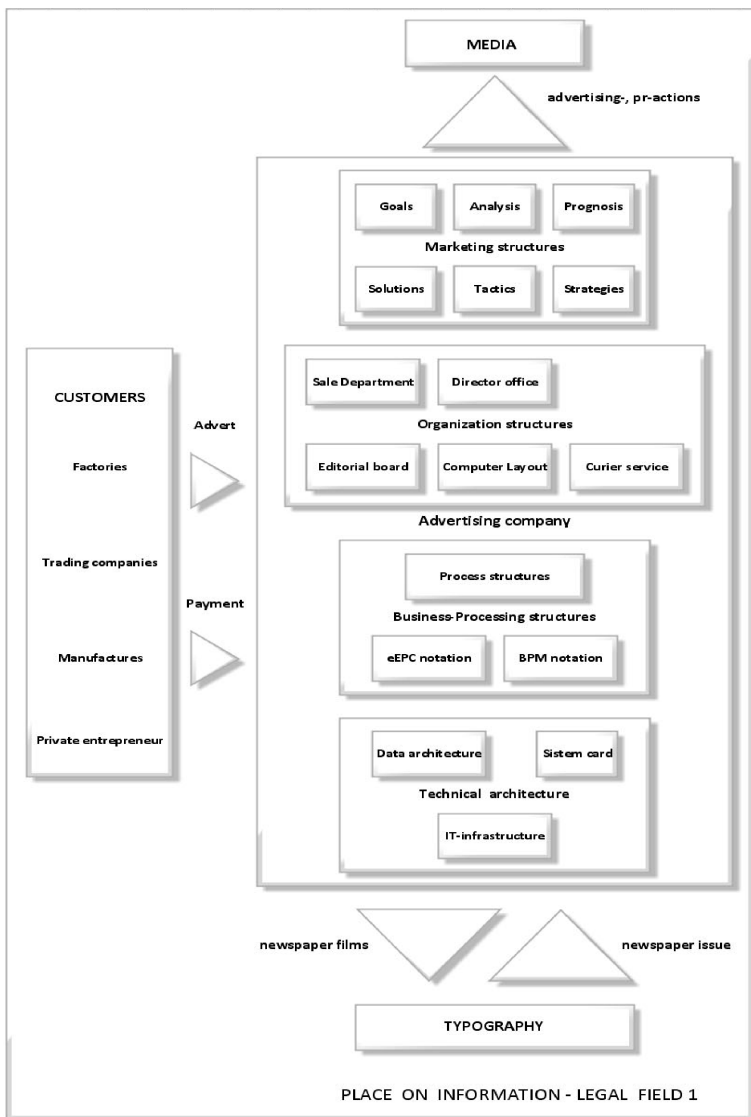 MEDIA
advertising-, pr-actions
Goals
Analysis
Prognosis
Marketing structures
Solutions
Tactics
Strategies
CUSTOMERS
Factories
Trading companies
Manufactures
Private entrepreneur
Advert
Payment
Sale Department
Director office
Organization structures
Editorial board
Computer Layout
Curier service
Advertising company
Process structures
Business-Processing structures
eEPC notation
BPM notation
Data architecture
Sistem card
Technical architecture
IT-infrastructure
newspaper films
newspaper issue
TYPOGRAPHY
PLACE ON INFORMATION - LEGAL FIELD 1